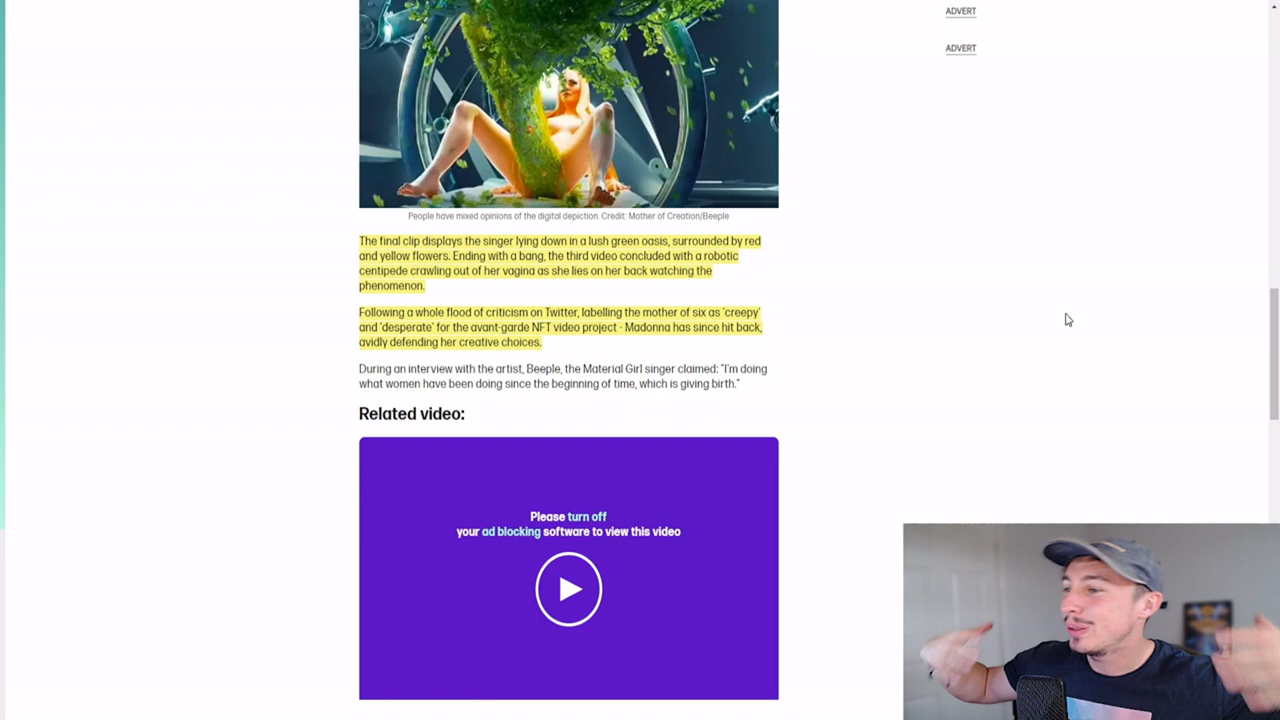 ADVERT
ADVERT
People have mixed opinions of the digital depiction. Credit: Mother of Creation/Beeple
The final clip displays the singer lying down in a lush green oasis, surrounded by red
and yellow flowers. Ending with a bang, the third video concluded with a robotic
centipede crawling out of her vagina as she lies on her back watching the
phenomenon.
Following a whole flood of criticism on Twitter, labelling the mother of six as 'creepy'
and 'desperate' for the avant-garde NFT video project - Madonna has since hit back,
avidly defending her creative choices.
During an interview with the artist, Beeple, the Material Girl singer claimed: "I'm doing
what women have been doing since the beginning of time, which is giving birth."
Related video:
Please turn off
your ad blocking software to view this video